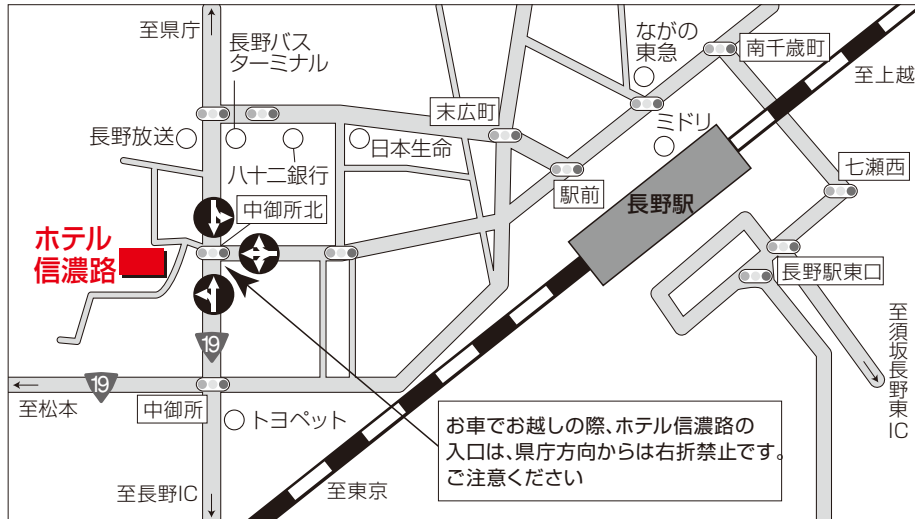 至県庁
長野バス
ターミナル
ながの
東急
南千歳町
至上越
末広町
長野放送
日本生命
ミドリ
八十二銀行
駅前
七瀬西
中御所北
長野駅
ホテル
信濃路
長野駅東口
19
19
至松本
中御所
トヨペット
至須坂長野東IC
お車でお越しの際、ホテル信濃路の
入口は、県庁方向からは右折禁止です。
ご注意ください
至長野IC
至東京